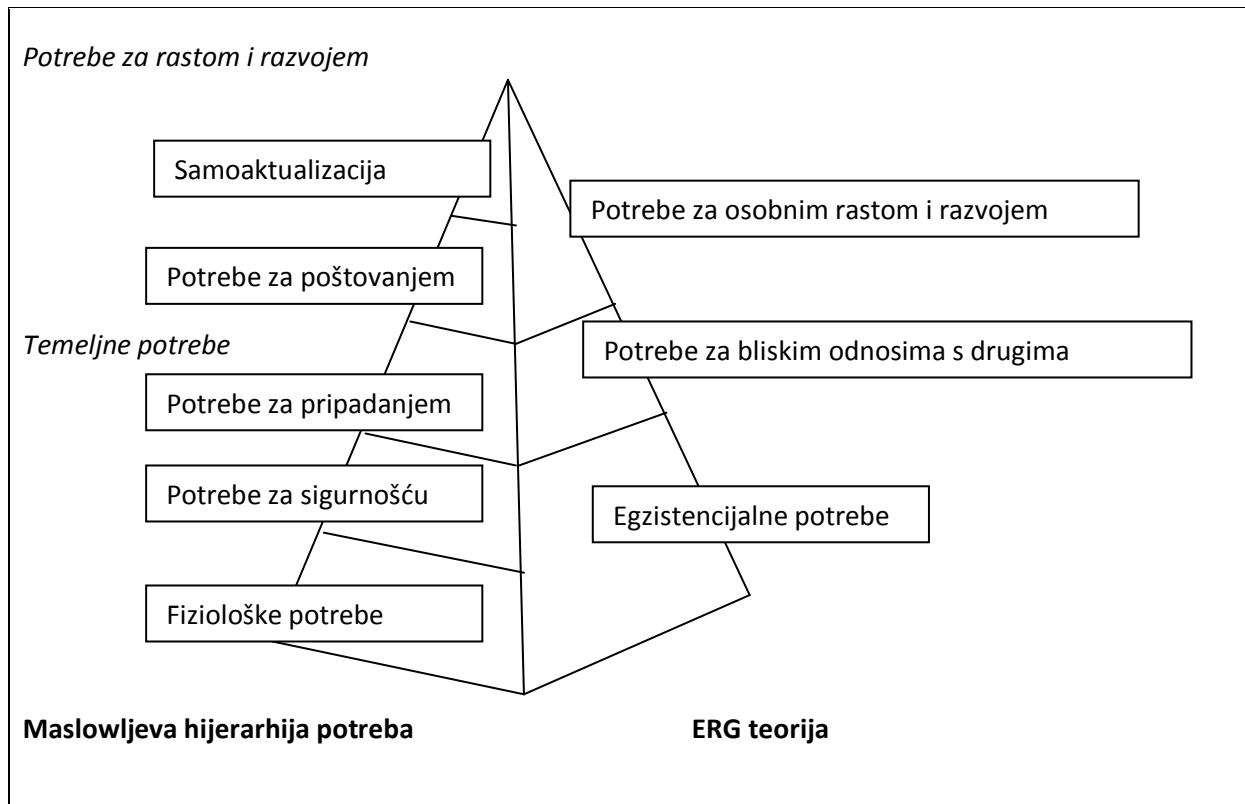 Potrebe za rastom i razvojem
Samoaktualizacija
Potrebe za osobnim rastom i razvojem
Potrebe za poštovanjem
Temeljne potrebe
Potrebe za bliskim odnosima s drugima
Potrebe za pripadanjem
Potrebe za sigurnošću
Egzistencijalne potrebe
Fiziološke potrebe
Maslowljeva hijerarhija potreba
ERG teorija